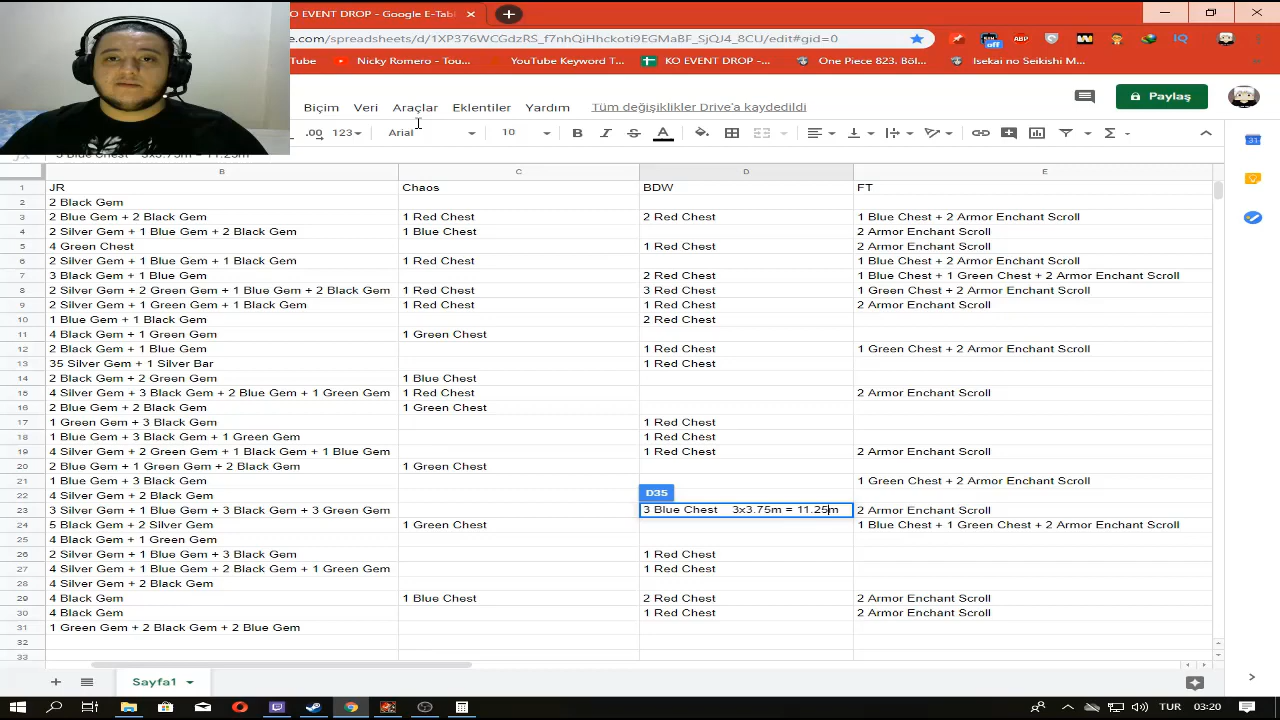 KO EVENT DROP - Google E-Tabl
e.com/spreadsheets/d/1XP376WCGdzRS_f7nhQiHhckoti9EGMaBF_SjQJ4_8CU/edit#gid=0
off ABP W IQ
Tube Nicky Romero - Tou... YouTube Keyword T... KO EVENT DROP -... One Piece 823. Böl... Isekai no Seikishi M...
Biçim Veri Araçlar Eklentiler Yardım Tüm değişiklikler Drive'a kaydedildi Paylaş
.00 123 Arial 10 B I S A Σ
3 Blue Chest 3x3.75m = 11.25m
31
B C D E
1 JR Chaos BDW FT
2 2 Black Gem
3 2 Blue Gem + 2 Black Gem 1 Red Chest 2 Red Chest 1 Blue Chest + 2 Armor Enchant Scroll
4 2 Silver Gem + 1 Blue Gem + 2 Black Gem 1 Blue Chest 2 Armor Enchant Scroll
5 4 Green Chest 1 Red Chest 2 Armor Enchant Scroll
6 2 Silver Gem + 1 Blue Gem + 1 Black Gem 1 Red Chest 1 Blue Chest + 2 Armor Enchant Scroll
7 3 Black Gem + 1 Blue Gem 2 Red Chest 1 Blue Chest + 1 Green Chest + 2 Armor Enchant Scroll
8 2 Silver Gem + 2 Green Gem + 1 Blue Gem + 2 Black Gem 1 Red Chest 3 Red Chest 1 Green Chest + 2 Armor Enchant Scroll
9 2 Silver Gem + 1 Green Gem + 1 Black Gem 1 Red Chest 1 Red Chest 2 Armor Enchant Scroll
10 1 Blue Gem + 1 Black Gem 2 Red Chest
11 4 Black Gem + 1 Green Gem 1 Green Chest
12 2 Black Gem + 1 Blue Gem 1 Red Chest 1 Green Chest + 2 Armor Enchant Scroll
13 35 Silver Gem + 1 Silver Bar 1 Red Chest
14 2 Black Gem + 2 Green Gem 1 Blue Chest
15 4 Silver Gem + 3 Black Gem + 2 Blue Gem + 1 Green Gem 1 Red Chest 2 Armor Enchant Scroll
16 2 Blue Gem + 2 Black Gem 1 Green Chest
17 1 Green Gem + 3 Black Gem 1 Red Chest
18 1 Blue Gem + 3 Black Gem + 1 Green Gem 1 Red Chest
19 4 Silver Gem + 2 Green Gem + 1 Black Gem + 1 Blue Gem 1 Red Chest 2 Armor Enchant Scroll
20 2 Blue Gem + 1 Green Gem + 2 Black Gem 1 Green Chest
21 1 Blue Gem + 3 Black Gem 1 Green Chest + 2 Armor Enchant Scroll
22 4 Silver Gem + 2 Black Gem D35
23 3 Silver Gem + 1 Blue Gem + 3 Black Gem + 3 Green Gem 3 Blue Chest 3x3.75m = 11.25m 2 Armor Enchant Scroll
24 5 Black Gem + 2 Silver Gem 1 Green Chest 1 Blue Chest + 1 Green Chest + 2 Armor Enchant Scroll
25 4 Black Gem + 1 Green Gem
26 2 Silver Gem + 1 Blue Gem + 3 Black Gem 1 Red Chest
27 4 Silver Gem + 1 Blue Gem + 2 Black Gem + 1 Green Gem 1 Red Chest
28 4 Silver Gem + 2 Black Gem
29 4 Black Gem 1 Blue Chest 2 Red Chest 2 Armor Enchant Scroll
30 4 Black Gem 1 Red Chest 2 Armor Enchant Scroll
31 1 Green Gem + 2 Black Gem + 2 Blue Gem
32
33
Sayfa1
TUR 03:20